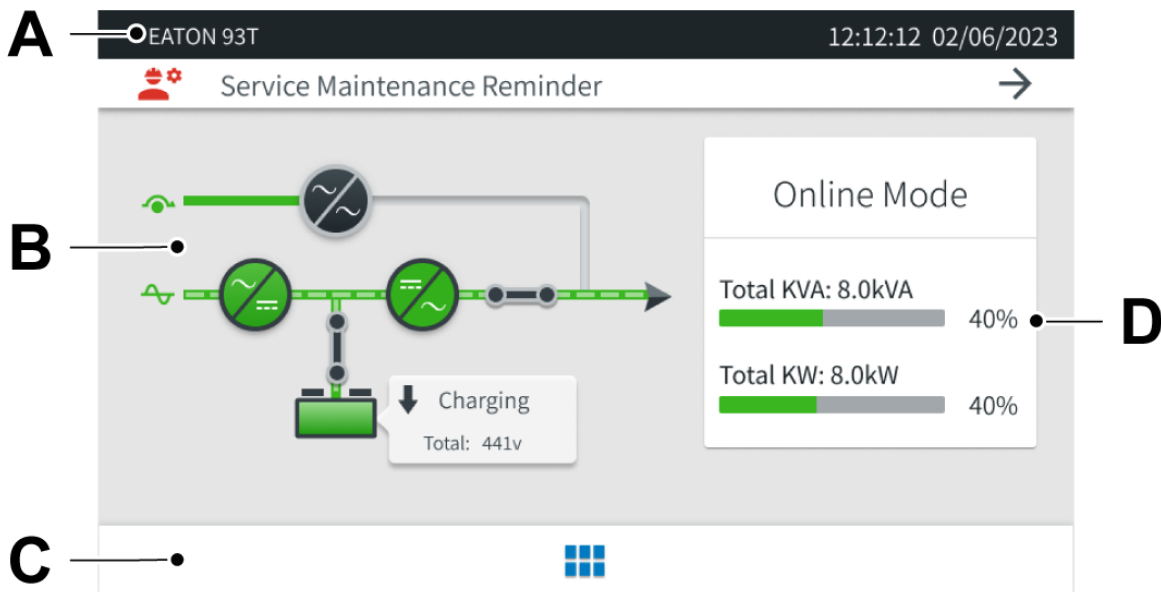 A
EATON 93T
12:12:12 02/06/2023
Service Maintenance Reminder
B
Online Mode
Total KVA: 8.0kVA
40%
D
Total KW: 8.0kW
40%
Charging
Total: 441v
C